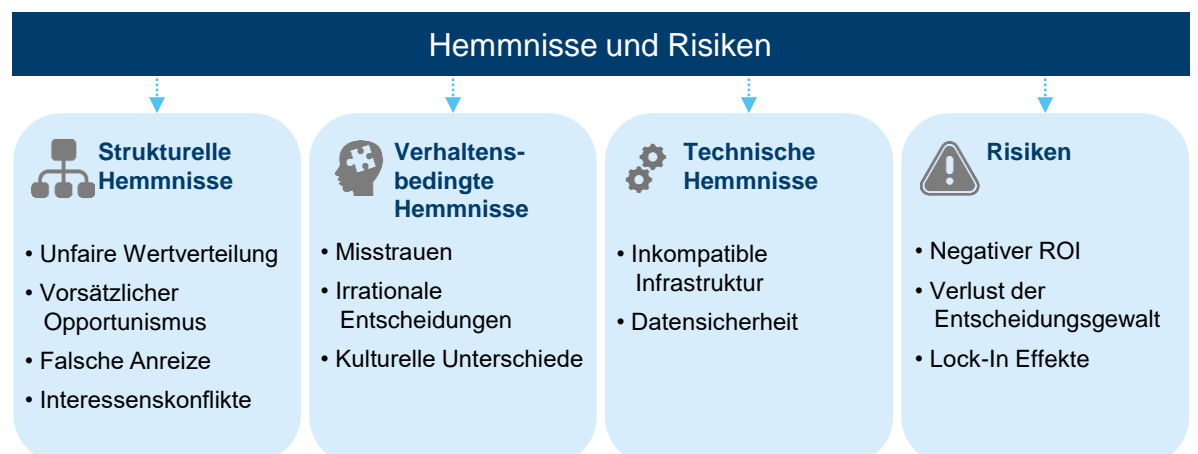 Hemmnisse und Risiken
Strukturelle
Hemmnisse
• Unfaire Wertverteilung
• Vorsätzlicher
Opportunismus
• Falsche Anreize
• Interessenskonflikte
Verhaltens-
bedingte
Hemmnisse
• Misstrauen
• Irrationale
Entscheidungen
• Kulturelle Unterschiede
Technische
Hemmnisse
• Inkompatible
Infrastruktur
• Datensicherheit
Risiken
• Negativer ROI
• Verlust der
Entscheidungsgewalt
• Lock-In Effekte